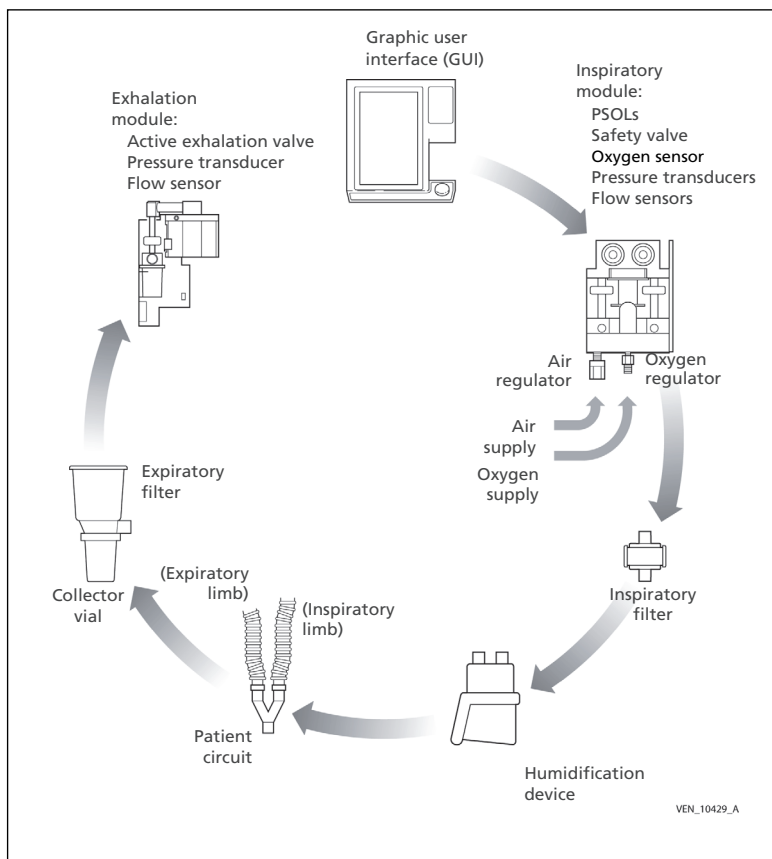 Graphic user
interface (GUI)
Inspiratory
module:
PSOLs
Safety valve
Oxygen sensor
Pressure transducers
Flow sensors
Exhalation
module:
Active exhalation valve
Pressure transducer
Flow sensor
Air
regulator
Oxygen
regulator
Air
supply
Oxygen
supply
Inspiratory
filter
Humidification
device
(Expiratory
limb)
(Inspiratory
limb)
Patient
circuit
Expiratory
filter
Collector
vial
VEN_10429_A